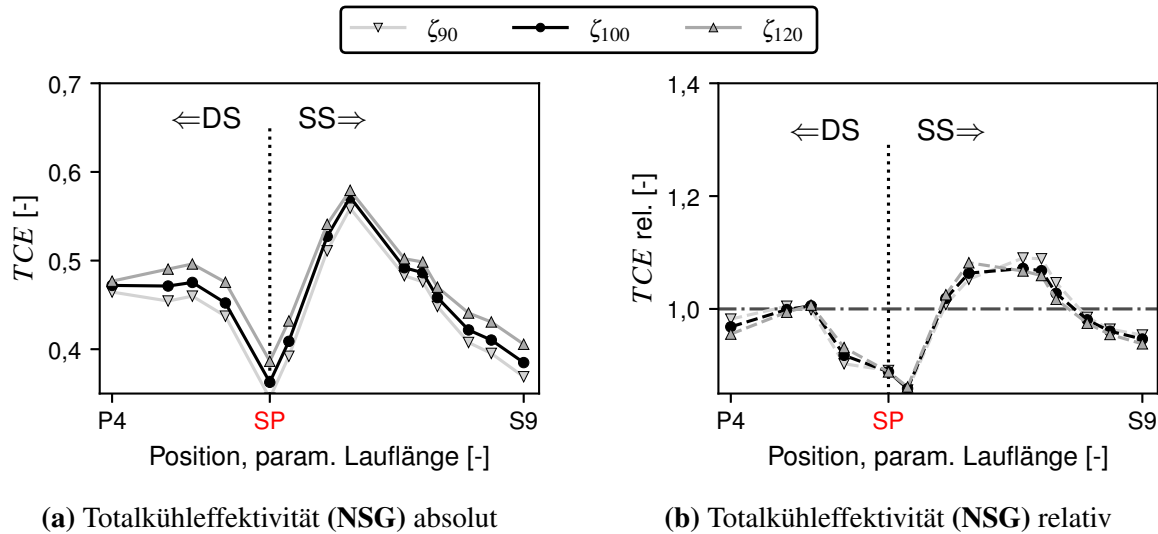 ζ90 ζ100 ζ120
0,7
0,6
0,5
0,4
TCE [-]
⇐DS SS⇒
P4 SP S9
Position, param. Lauflänge [-]
(a) Totalkühleffektivität (NSG) absolut
1,4
1,2
1,0
TCE rel. [-]
⇐DS SS⇒
P4 SP S9
Position, param. Lauflänge [-]
(b) Totalkühleffektivität (NSG) relativ